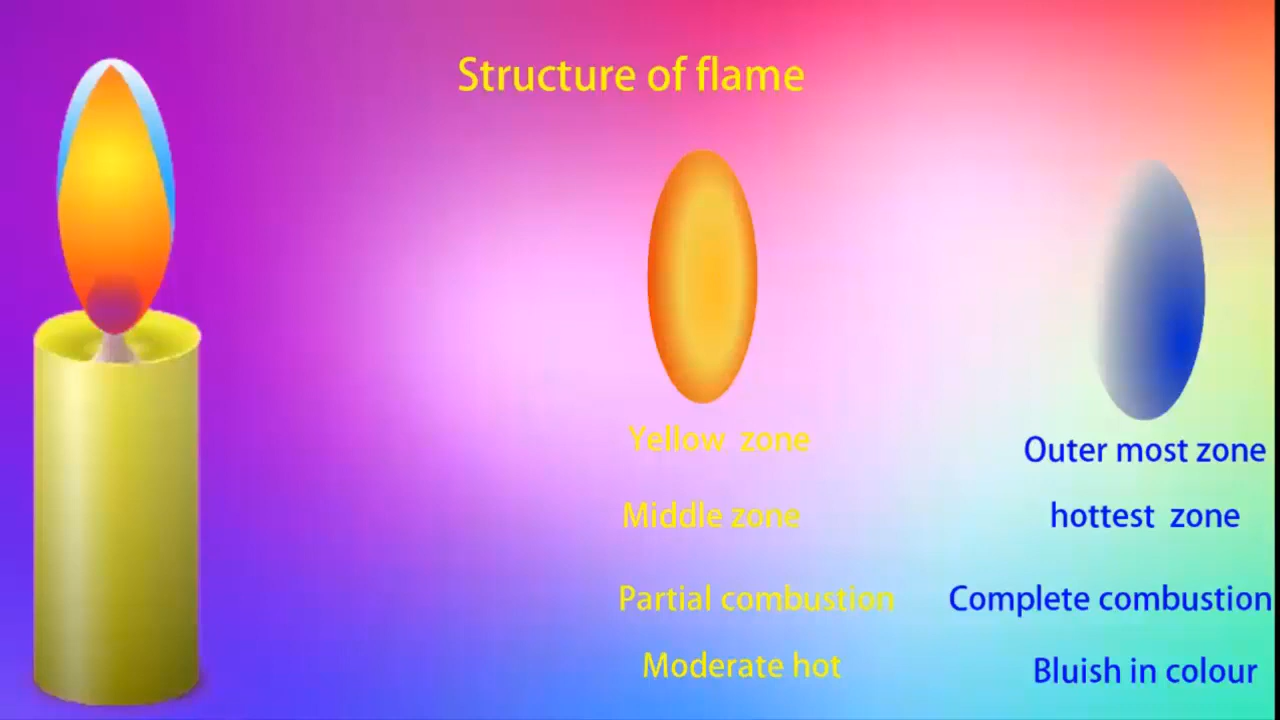 Structure of flame
Yellow zone
Middle zone
Partial combustion
Moderate hot
Outer most zone
hottest zone
Complete combustion
Bluish in colour